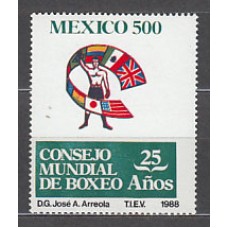 MEXICO 500
CONSEJO
MUNDIAL
DE BOXEO
25
Años
D.G. José A. Arreola T.I.E.V. 1988